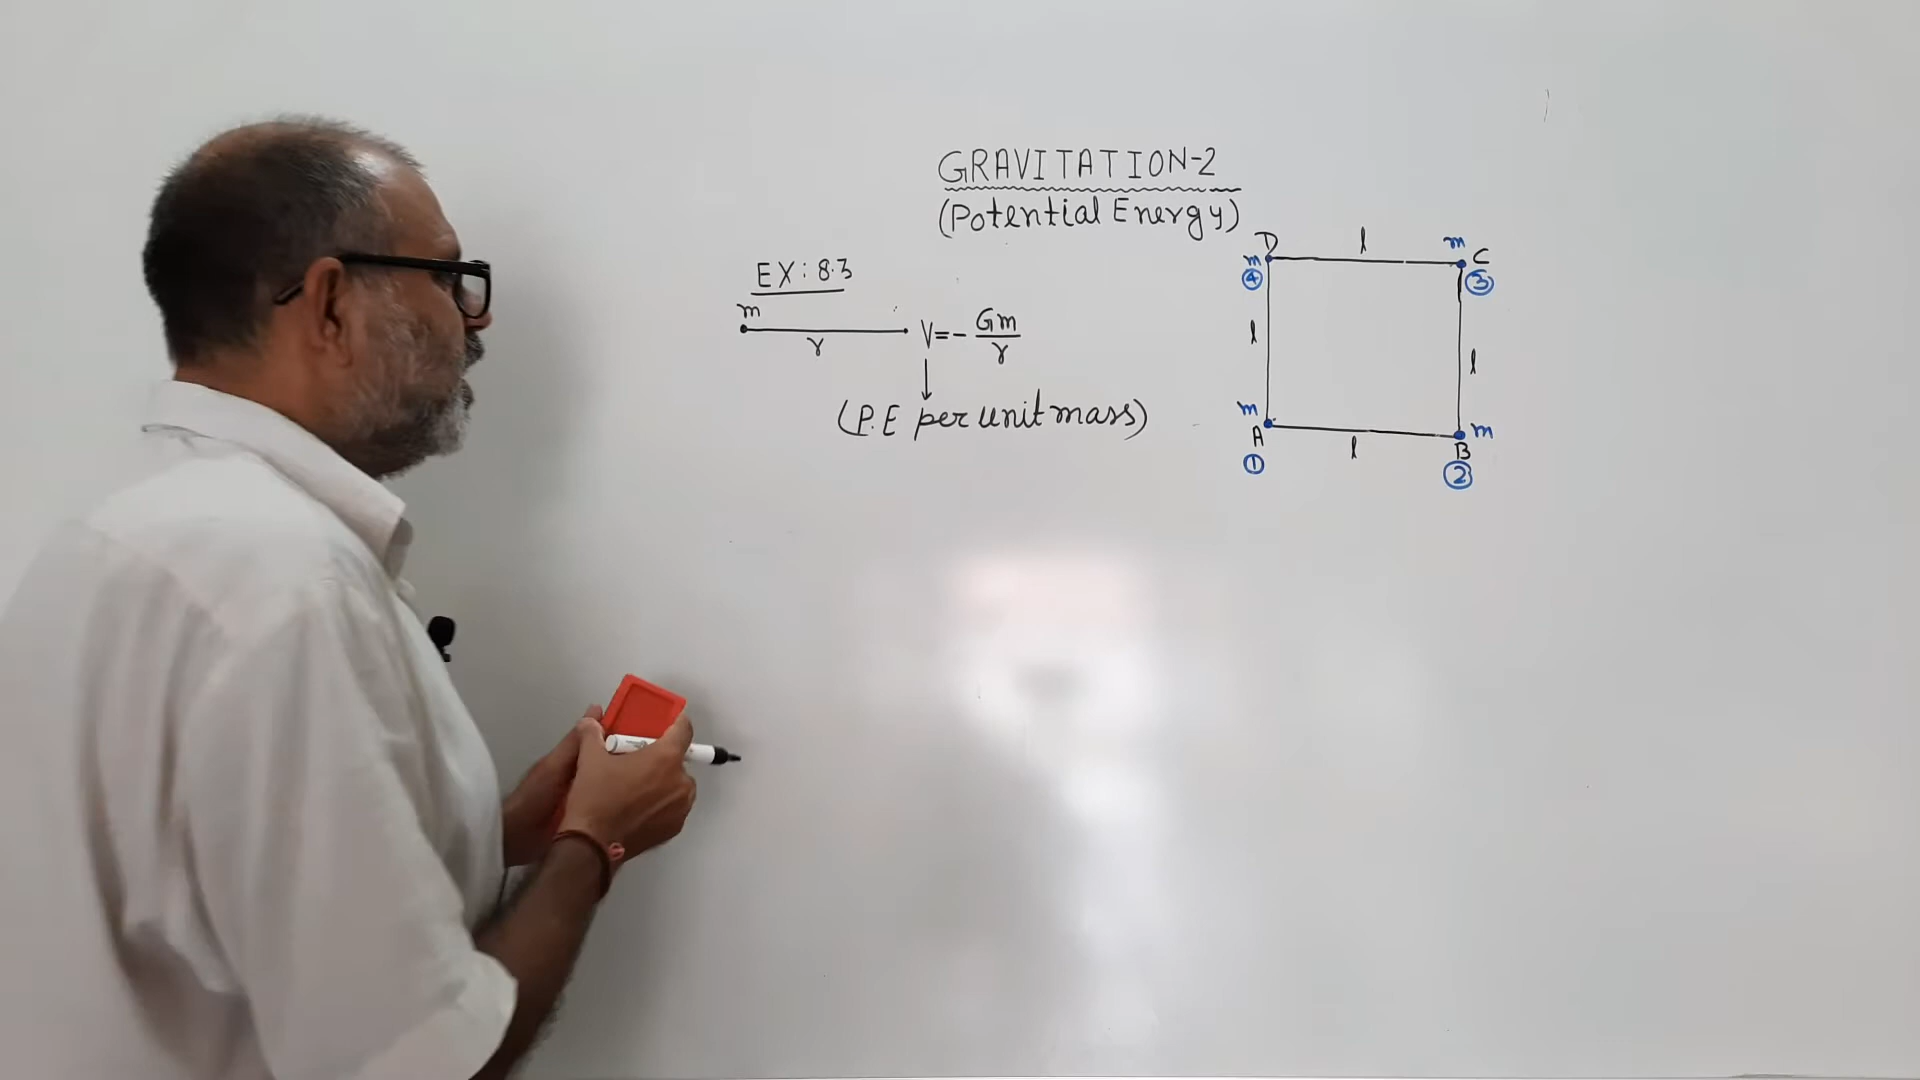 GRAVITATION-2
(Potential Energy)
EX: 8.3
m
r
V=-Gm/r
(P.E per unit mass)
D l m C
m
④ ③
l l
m
A l B m
① ②